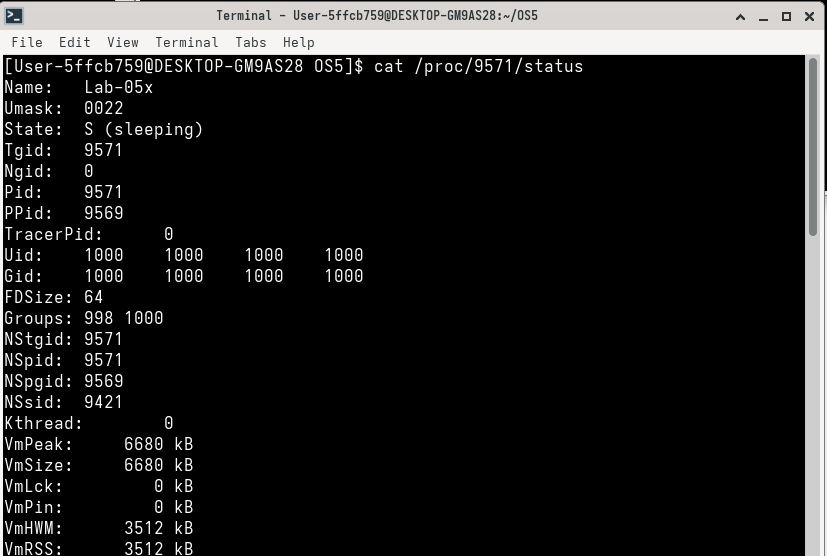 Terminal - User-5ffcb759@DESKTOP-GM9AS28:~/OS5
File Edit View Terminal Tabs Help
[User-5ffcb759@DESKTOP-GM9AS28 OS5]$ cat /proc/9571/status
Name: Lab-05x
Umask: 0022
State: S (sleeping)
Tgid: 9571
Ngid: 0
Pid: 9571
PPid: 9569
TracerPid: 0
Uid: 1000 1000 1000 1000
Gid: 1000 1000 1000 1000
FDSize: 64
Groups: 998 1000
NStgid: 9571
NSpid: 9571
NSpgid: 9569
NSsid: 9421
Kthread: 0
VmPeak: 6680 kB
VmSize: 6680 kB
VmLck: 0 kB
VmPin: 0 kB
VmHWM: 3512 kB
VmRSS: 3512 kB